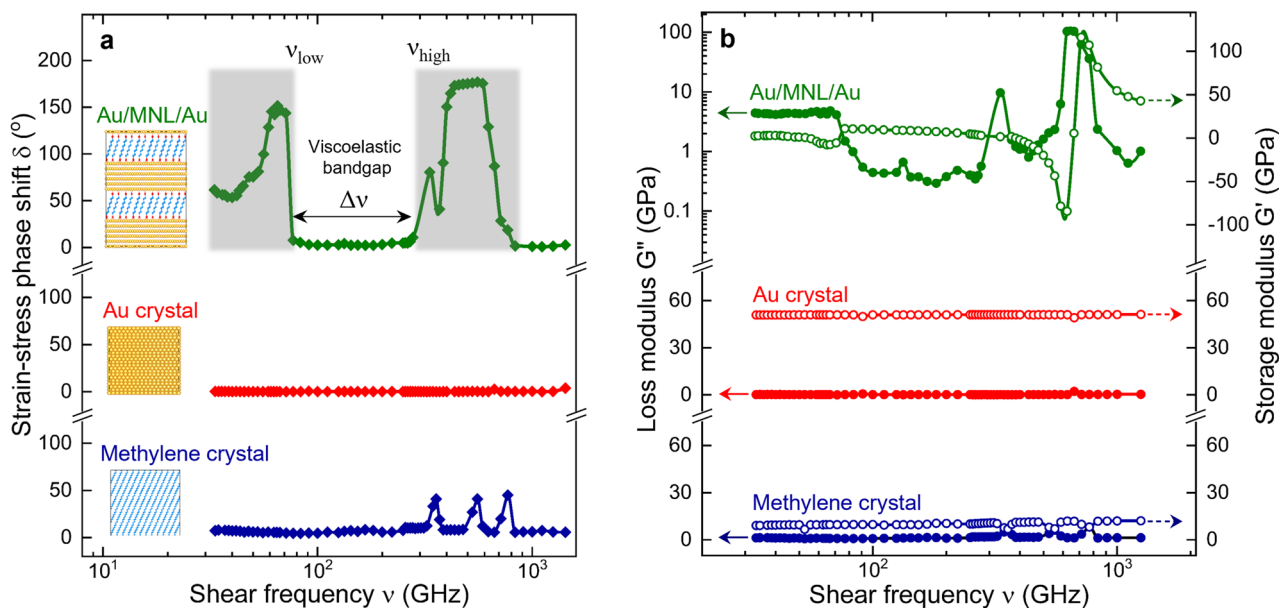 a
Strain-stress phase shift δ (°)
200
150
100
50
0
100
50
0
100
50
0
ν_low
ν_high
Au/MNL/Au
Viscoelastic
bandgap
Δν
Au crystal
Methylene crystal
10¹
10²
10³
Shear frequency ν (GHz)
b
Loss modulus G" (GPa)
100
10
1
0.1
60
30
0
60
30
0
Au/MNL/Au
Au crystal
Methylene crystal
100
50
0
-50
-100
60
30
0
60
30
0
Storage modulus G' (GPa)
10²
10³
Shear frequency ν (GHz)